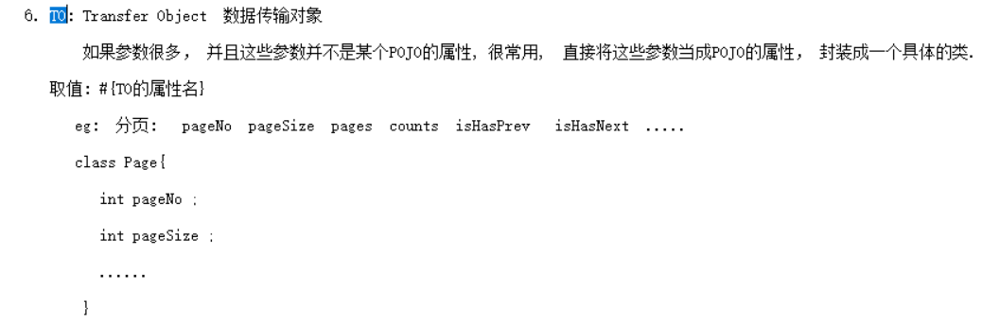 6. TO: Transfer Object 数据传输对象
如果参数很多, 并且这些参数并不是某个POJO的属性, 很常用, 直接将这些参数当成POJO的属性, 封装成一个具体的类.
取值: #{TO的属性名}
eg: 分页: pageNo pageSize pages counts isHasPrev isHasNext .....
class Page{
int pageNo ;
int pageSize ;
......
}